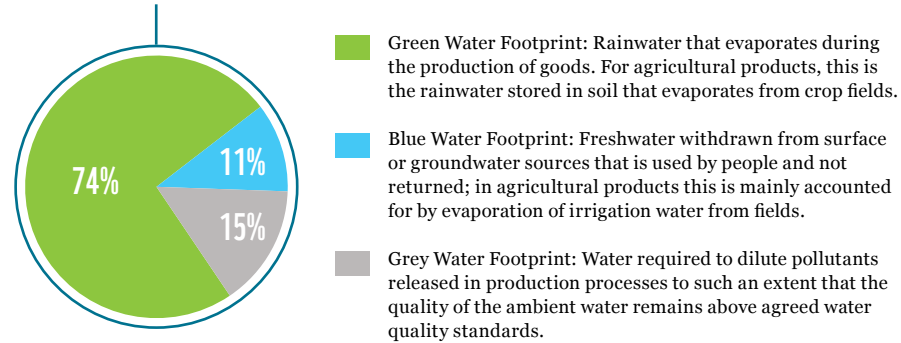 74%
11%
15%
Green Water Footprint: Rainwater that evaporates during
the production of goods. For agricultural products, this is
the rainwater stored in soil that evaporates from crop fields.
Blue Water Footprint: Freshwater withdrawn from surface
or groundwater sources that is used by people and not
returned; in agricultural products this is mainly accounted
for by evaporation of irrigation water from fields.
Grey Water Footprint: Water required to dilute pollutants
released in production processes to such an extent that the
quality of the ambient water remains above agreed water
quality standards.